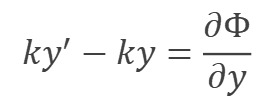 ky′ − ky = ∂Φ/∂y